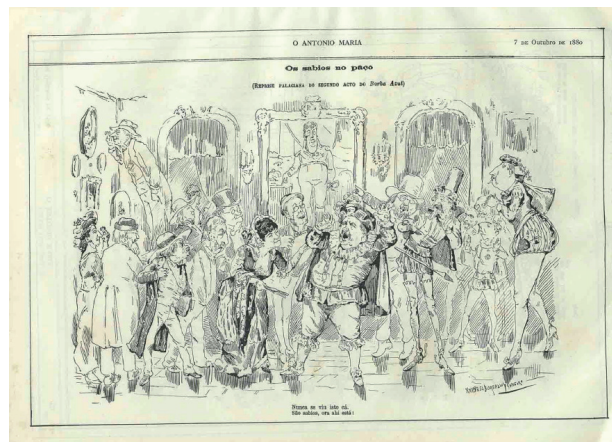 O ANTONIO MARIA
7 DE Outubro DE 1880
Os sabios no paço
(REPRISE PALACIANA DO SEGUNDO ACTO DO Barba Azul)
Nunca se viu isto cá.
São sabios, ora ahi está!